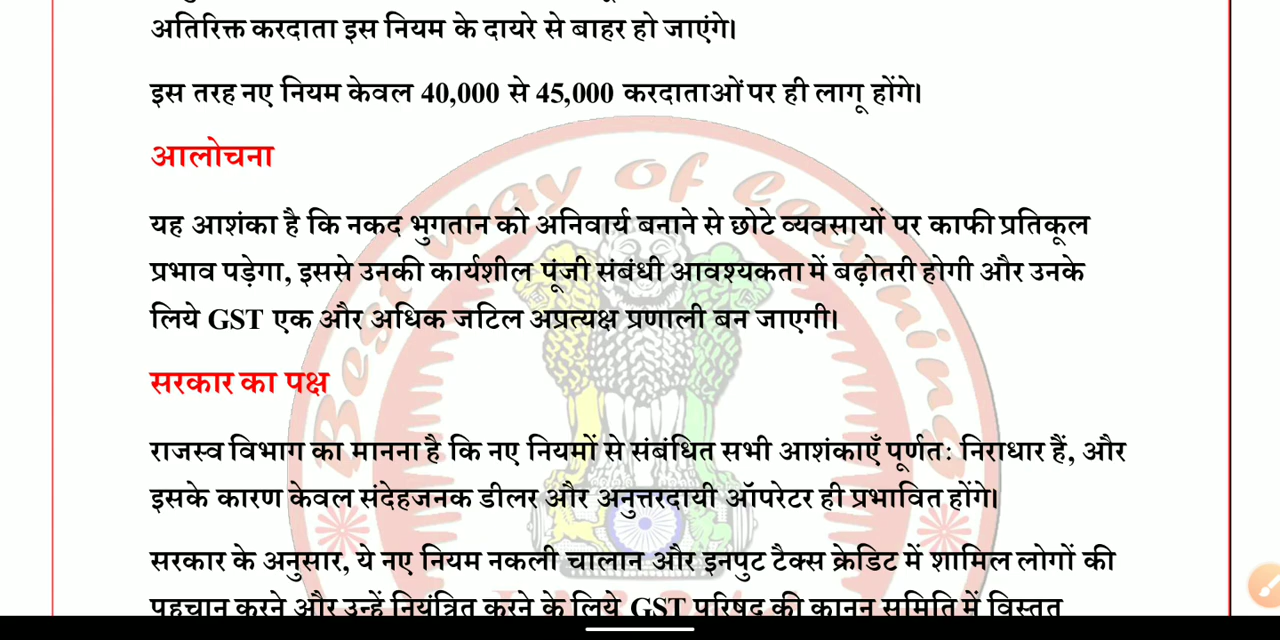 अतिरिक्त करदाता इस नियम के दायरे से बाहर हो जाएंगे।
इस तरह नए नियम केवल 40,000 से 45,000 करदाताओं पर ही लागू होंगे।
आलोचना
यह आशंका है कि नकद भुगतान को अनिवार्य बनाने से छोटे व्यवसायों पर काफी प्रतिकूल
प्रभाव पड़ेगा, इससे उनकी कार्यशील पूंजी संबंधी आवश्यकता में बढ़ोतरी होगी और उनके
लिये GST एक और अधिक जटिल अप्रत्यक्ष प्रणाली बन जाएगी।
सरकार का पक्ष
राजस्व विभाग का मानना है कि नए नियमों से संबंधित सभी आशंकाएँ पूर्णतः निराधार हैं, और
इसके कारण केवल संदेहजनक डीलर और अनुत्तरदायी ऑपरेटर ही प्रभावित होंगे।
सरकार के अनुसार, ये नए नियम नकली चालान और इनपुट टैक्स क्रेडिट में शामिल लोगों की
पहचान करने और उन्हें नियंत्रित करने के लिये GST परिषद की कानून समिति में विस्तृत
Best way of Learning